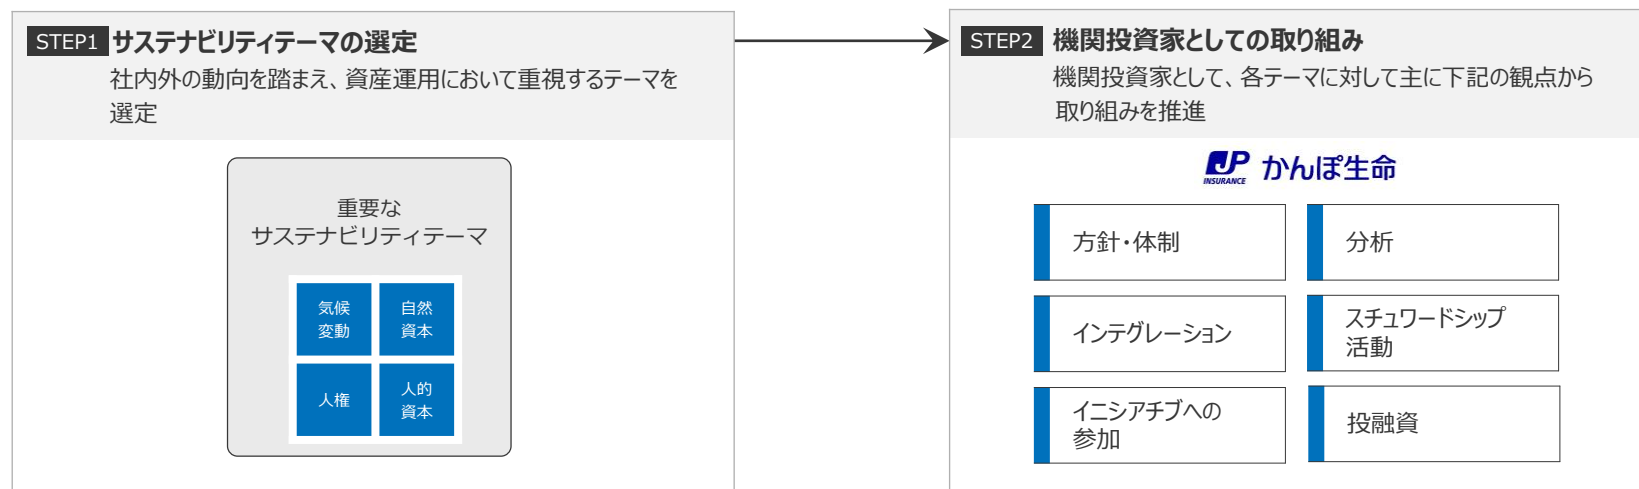 STEP1 サステナビリティテーマの選定
社内外の動向を踏まえ、資産運用において重視するテーマを
選定
重要な
サステナビリティテーマ
気候
変動
自然
資本
人権
人的
資本
STEP2 機関投資家としての取り組み
機関投資家として、各テーマに対して主に下記の観点から
取り組みを推進
JP INSURANCE かんぽ生命
方針・体制
分析
インテグレーション
スチュワードシップ
活動
イニシアチブへの
参加
投融資